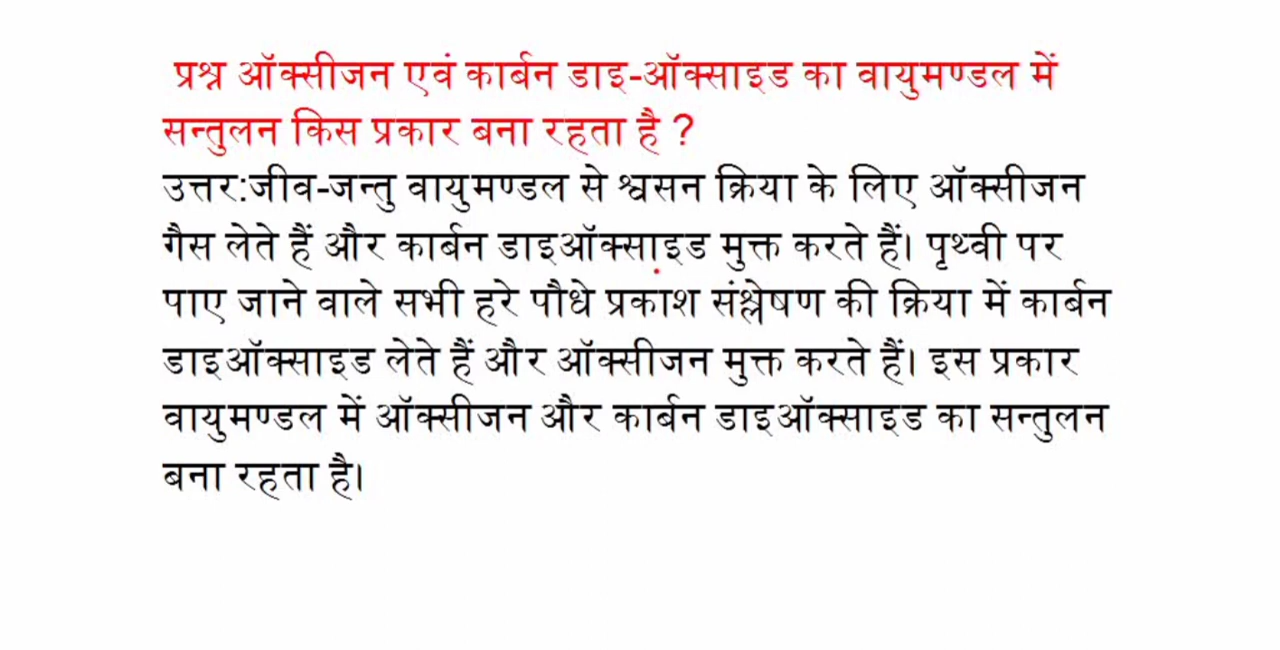 प्रश्न ऑक्सीजन एवं कार्बन डाइ-ऑक्साइड का वायुमण्डल में
सन्तुलन किस प्रकार बना रहता है ?
उत्तर:जीव-जन्तु वायुमण्डल से श्वसन क्रिया के लिए ऑक्सीजन
गैस लेते हैं और कार्बन डाइऑक्साइड मुक्त करते हैं। पृथ्वी पर
पाए जाने वाले सभी हरे पौधे प्रकाश संश्लेषण की क्रिया में कार्बन
डाइऑक्साइड लेते हैं और ऑक्सीजन मुक्त करते हैं। इस प्रकार
वायुमण्डल में ऑक्सीजन और कार्बन डाइऑक्साइड का सन्तुलन
बना रहता है।